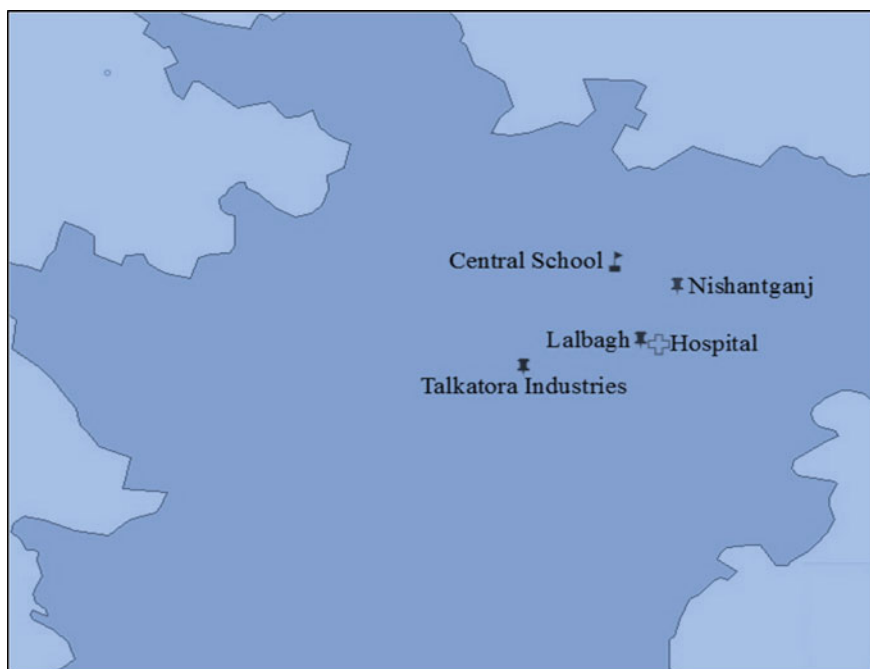 Central School
Nishantganj
Lalbagh
Hospital
Talkatora Industries